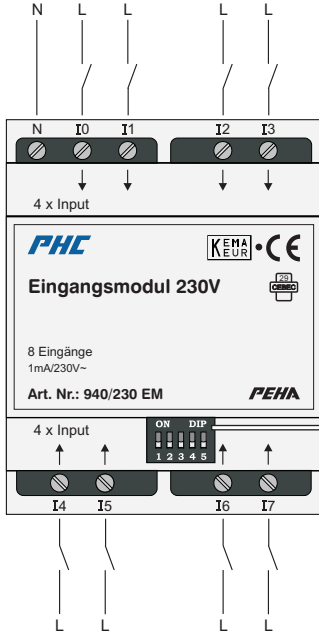 N L L L L
N I0 I1 I2 I3
4 x Input
PHC KEMA KEUR CE
29
CEBEC
Eingangsmodul 230V
8 Eingänge
1mA/230V~
Art. Nr.: 940/230 EM PEHA
4 x Input ON DIP
1 2 3 4 5
I4 I5 I6 I7
L L L L